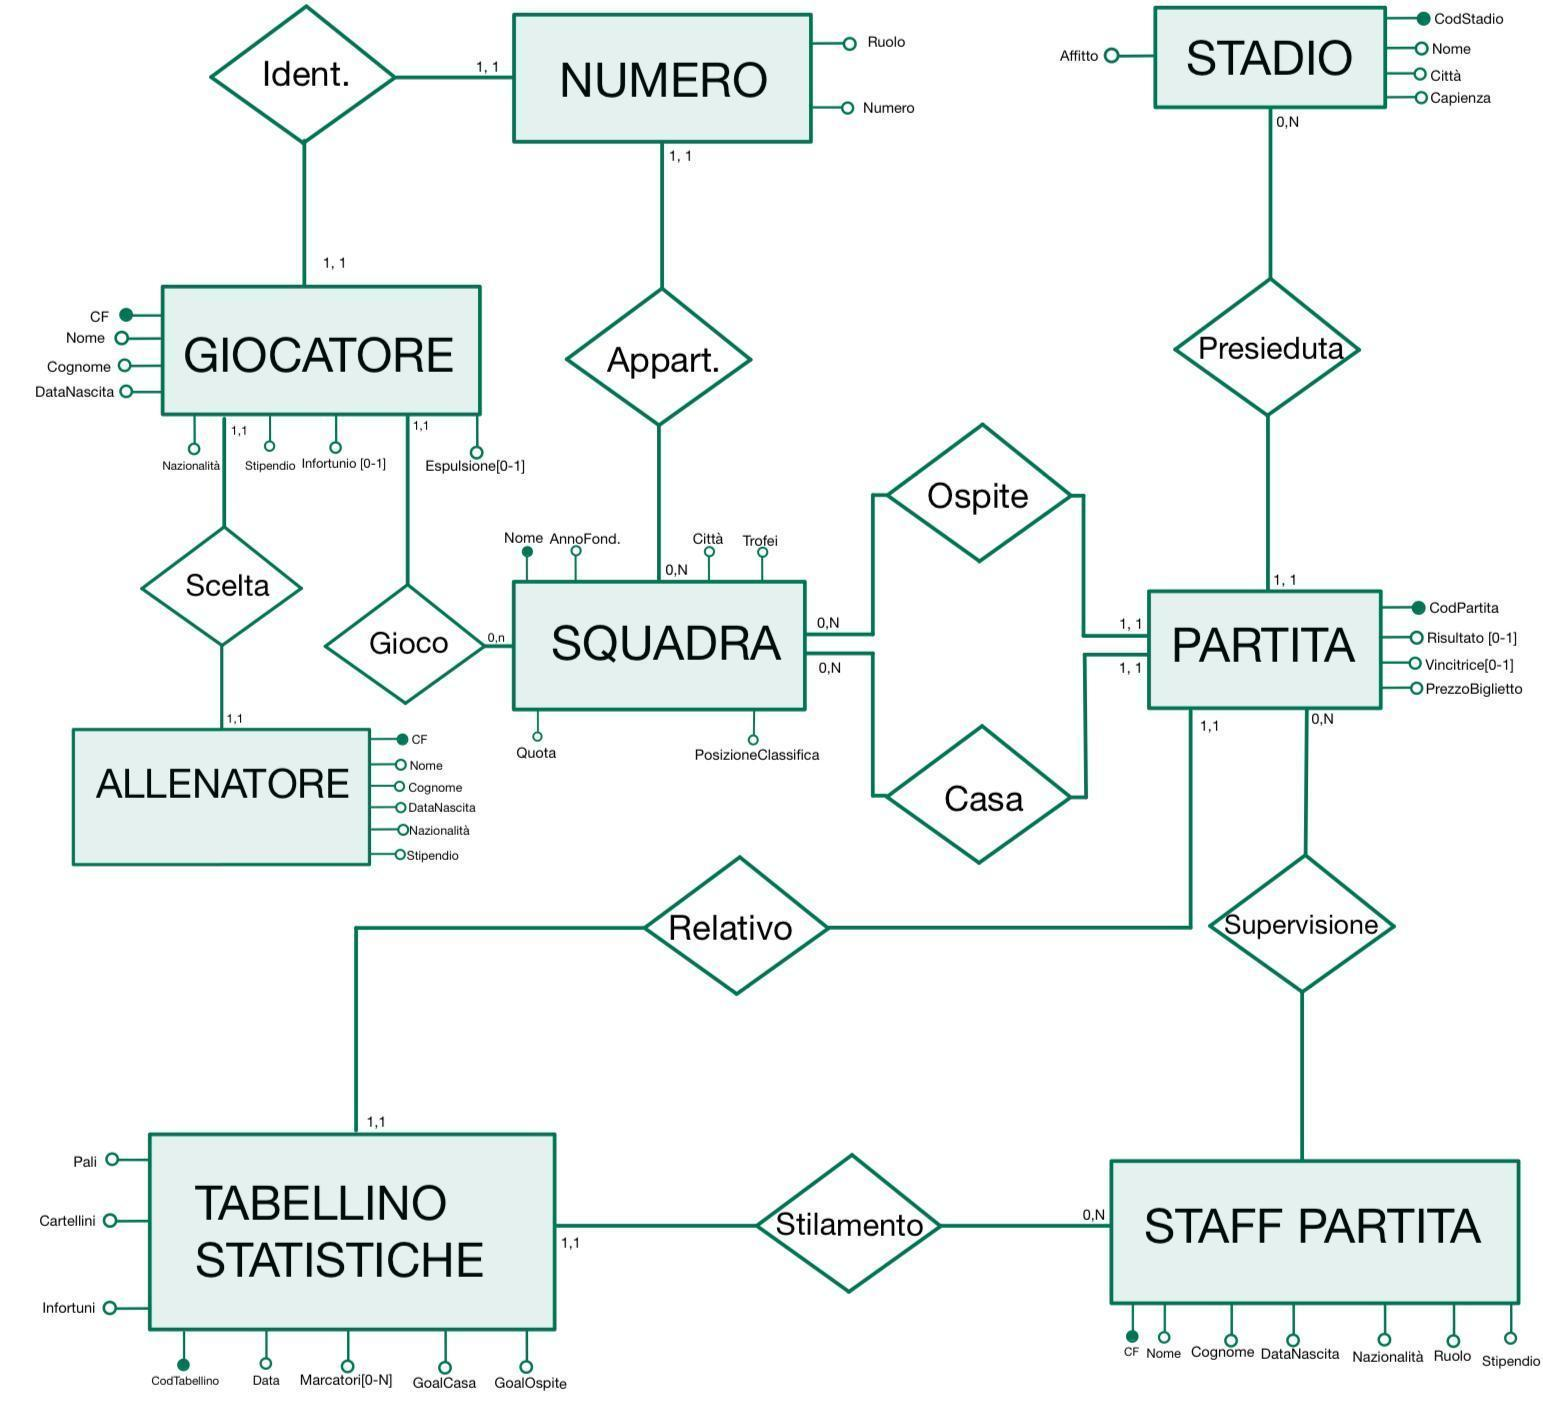 Ident.
1, 1
NUMERO
Ruolo
Numero
1, 1
1, 1
Affitto
STADIO
CodStadio
Nome
Città
Capienza
0,N
CF
Nome
Cognome
DataNascita
GIOCATORE
1,1
1,1
Nazionalità
Stipendio
Infortunio [0-1]
Espulsione[0-1]
Appart.
Presieduta
Ospite
Scelta
Gioco
0,n
Nome
AnnoFond.
Città
Trofei
0,N
SQUADRA
0,N
0,N
Quota
PosizioneClassifica
1, 1
1, 1
1, 1
PARTITA
CodPartita
Risultato [0-1]
Vincitrice[0-1]
PrezzoBiglietto
1,1
0,N
1,1
ALLENATORE
CF
Nome
Cognome
DataNascita
Nazionalità
Stipendio
Casa
Relativo
Supervisione
1,1
Pali
Cartellini
Infortuni
TABELLINO
STATISTICHE
1,1
Stilamento
0,N
STAFF PARTITA
CodTabellino
Data
Marcatori[0-N]
GoalCasa
GoalOspite
CF
Nome
Cognome
DataNascita
Nazionalità
Ruolo
Stipendio